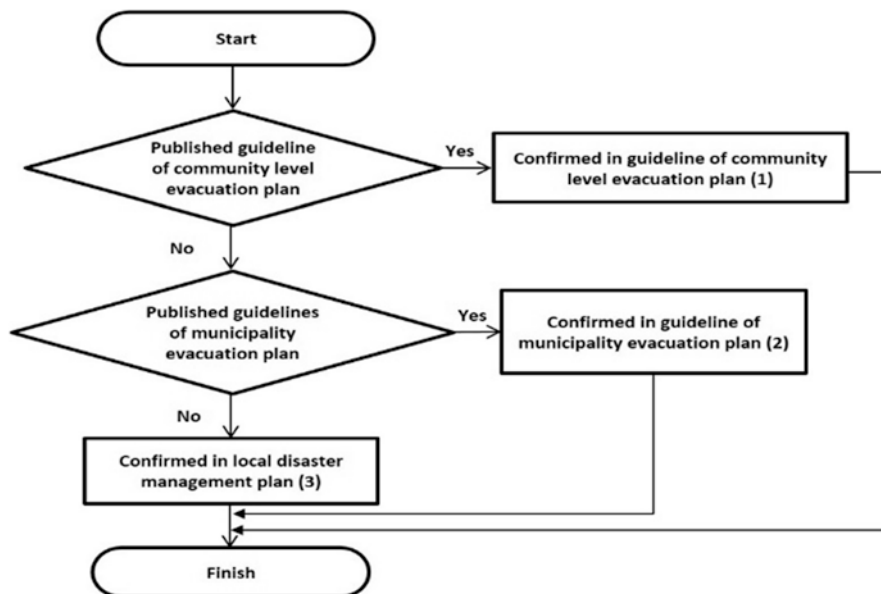 Start
Published guideline
of community level
evacuation plan
Yes
Confirmed in guideline of community
level evacuation plan (1)
No
Published guidelines
of municipality
evacuation plan
Yes
Confirmed in guideline of
municipality evacuation plan (2)
No
Confirmed in local disaster
management plan (3)
Finish